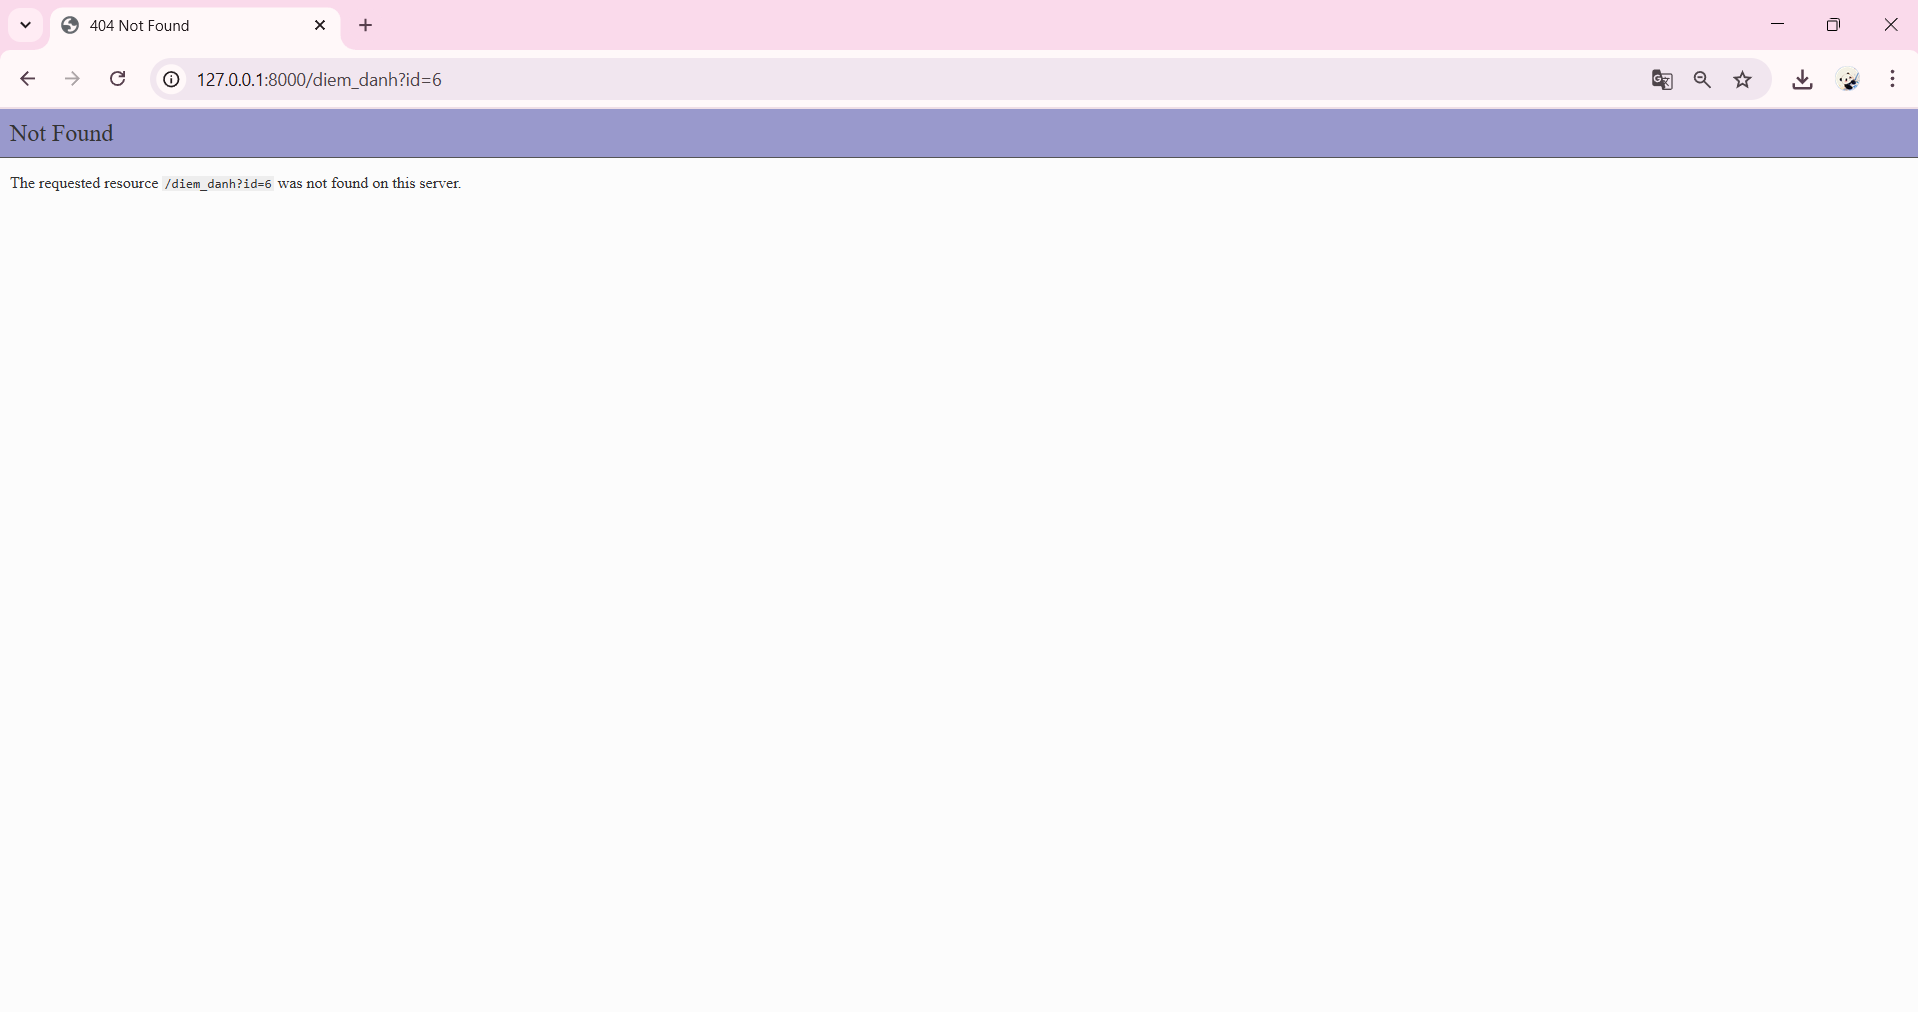 404 Not Found
127.0.0.1:8000/diem_danh?id=6
Not Found
The requested resource /diem_danh?id=6 was not found on this server.